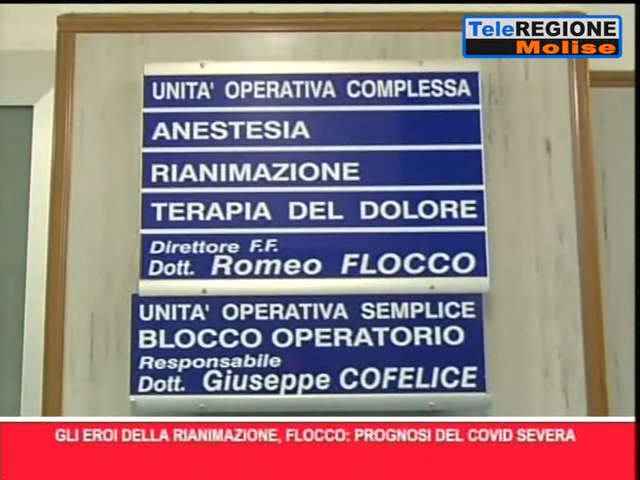 TeleREGIONE
Molise
UNITA' OPERATIVA COMPLESSA
ANESTESIA
RIANIMAZIONE
TERAPIA DEL DOLORE
Direttore F.F.
Dott. Romeo FLOCCO
UNITA' OPERATIVA SEMPLICE
BLOCCO OPERATORIO
Responsabile
Dott. Giuseppe COFELICE
GLI EROI DELLA RIANIMAZIONE, FLOCCO: PROGNOSI DEL COVID SEVERA